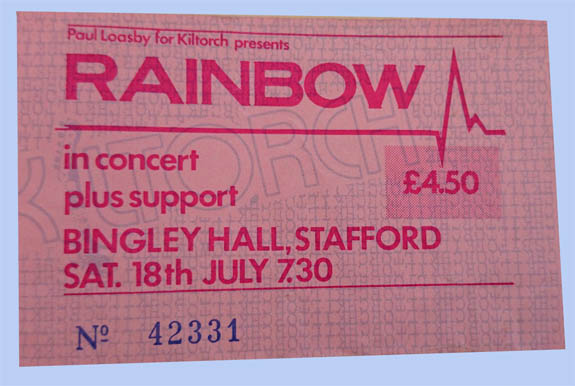 Paul Loasby for Kiltorch presents
RAINBOW
in concert
plus support
£4.50
BINGLEY HALL, STAFFORD
SAT. 18th JULY 7.30
Nº 42331
KILTORCH